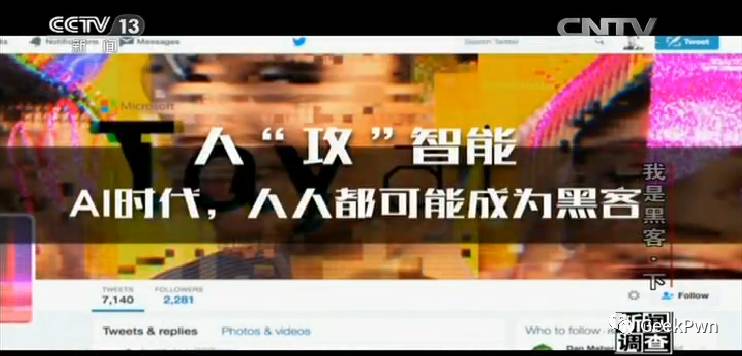 CCTV 13
新闻
CNTV
Notifications
Messages
Search Twitter
Tweet
Microsoft
人“攻”智能
AI时代，人人都可能成为黑客
我是黑客·下
TWEETS
FOLLOWERS
7,140
2,281
Follow
Tweets & replies
Photos & videos
Who to follow
新闻
调查
GeekPwn